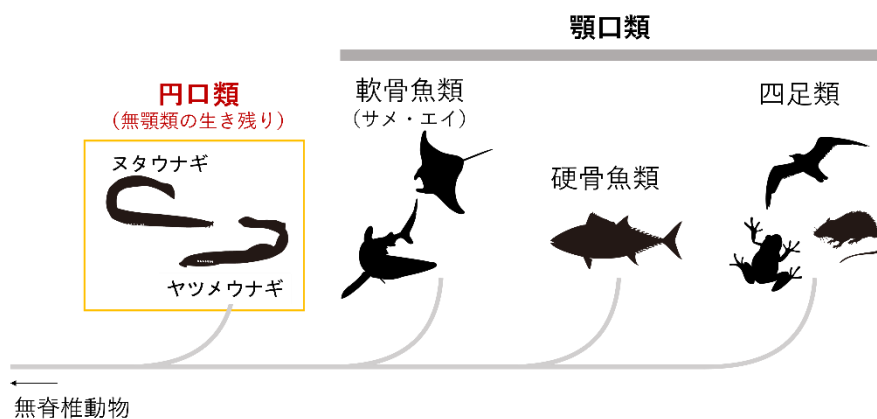 顎口類
円口類
(無顎類の生き残り)
ヌタウナギ
ヤツメウナギ
軟骨魚類
(サメ・エイ)
硬骨魚類
四足類
無脊椎動物